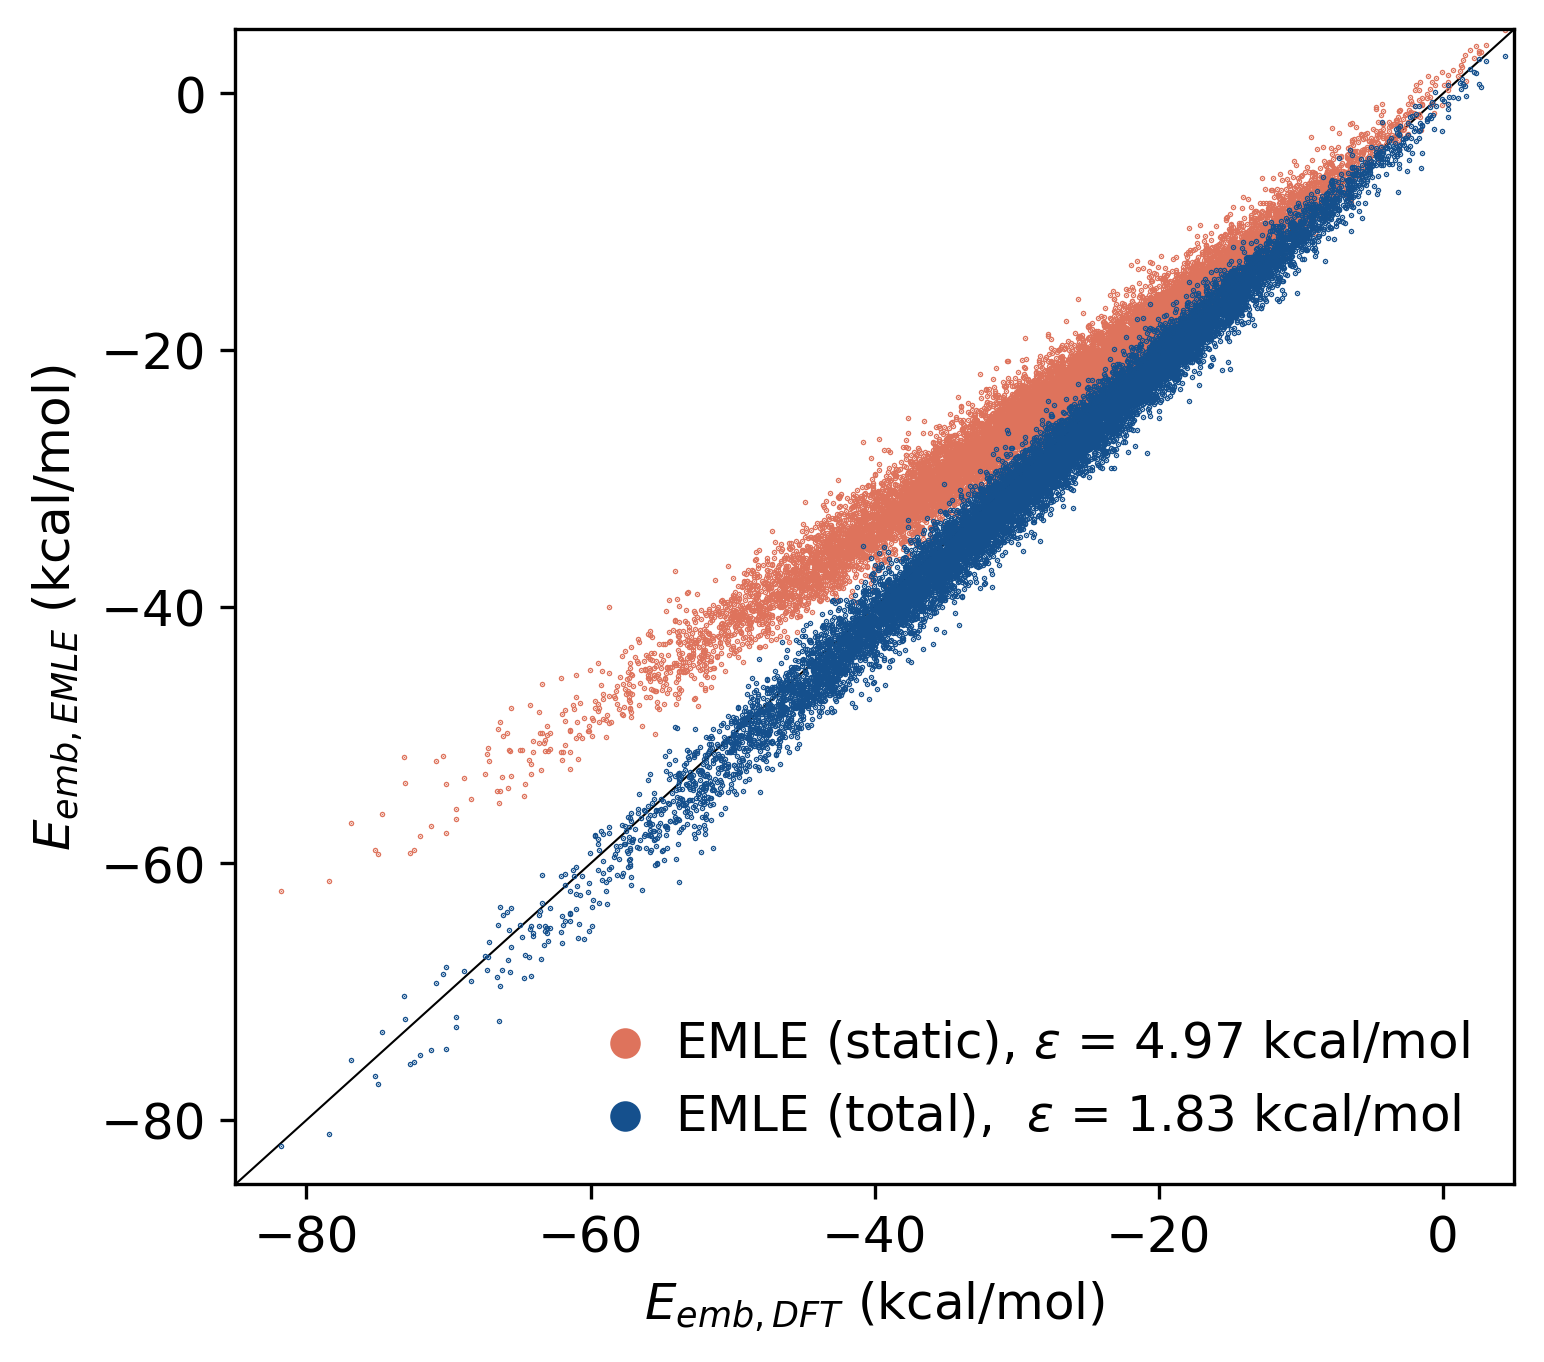 0
−20
−40
−60
−80
E_emb,EMLE (kcal/mol)
EMLE (static), ε = 4.97 kcal/mol
EMLE (total), ε = 1.83 kcal/mol
−80 −60 −40 −20 0
E_emb,DFT (kcal/mol)